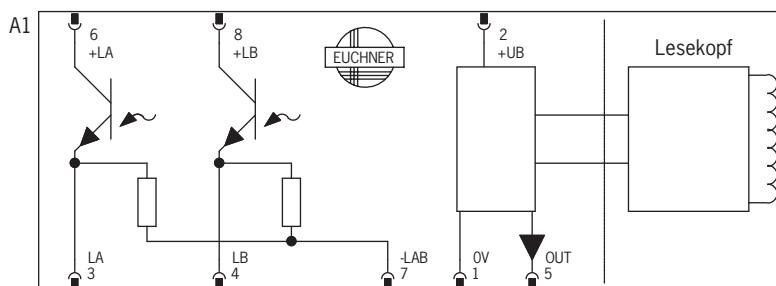 A1
6
+LA
8
+LB
EUCHNER
2
+UB
Lesekopf
LA
3
LB
4
-LAB
7
0V
1
OUT
5